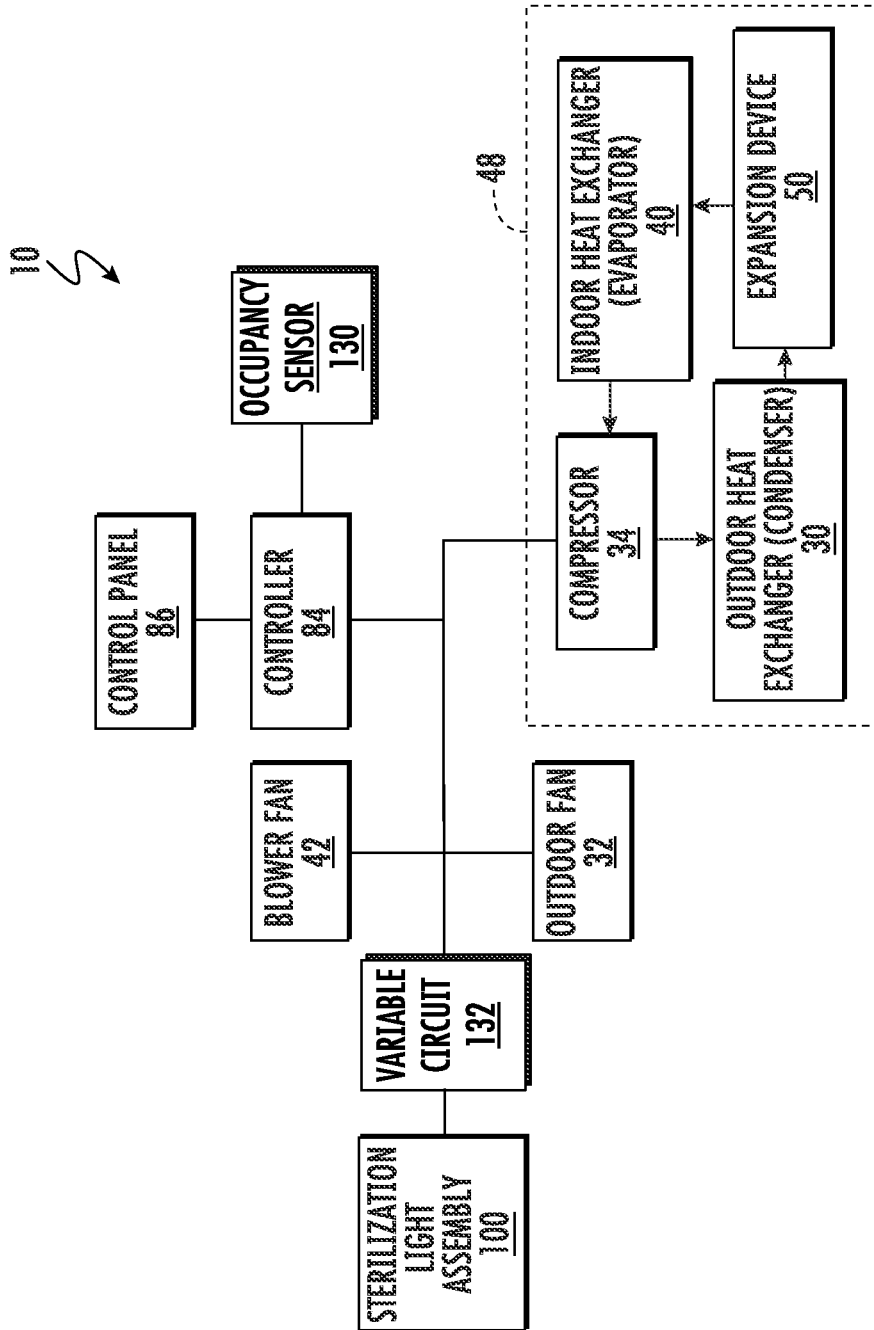 10
STERILIZATION
LIGHT
ASSEMBLY
100
VARIABLE
CIRCUIT
132
BLOWER FAN
42
OUTDOOR FAN
32
CONTROL PANEL
86
CONTROLLER
84
OCCUPANCY
SENSOR
130
48
COMPRESSOR
34
INDOOR HEAT EXCHANGER
(EVAPORATOR)
40
OUTDOOR HEAT
EXCHANGER (CONDENSER)
30
EXPANSION DEVICE
50